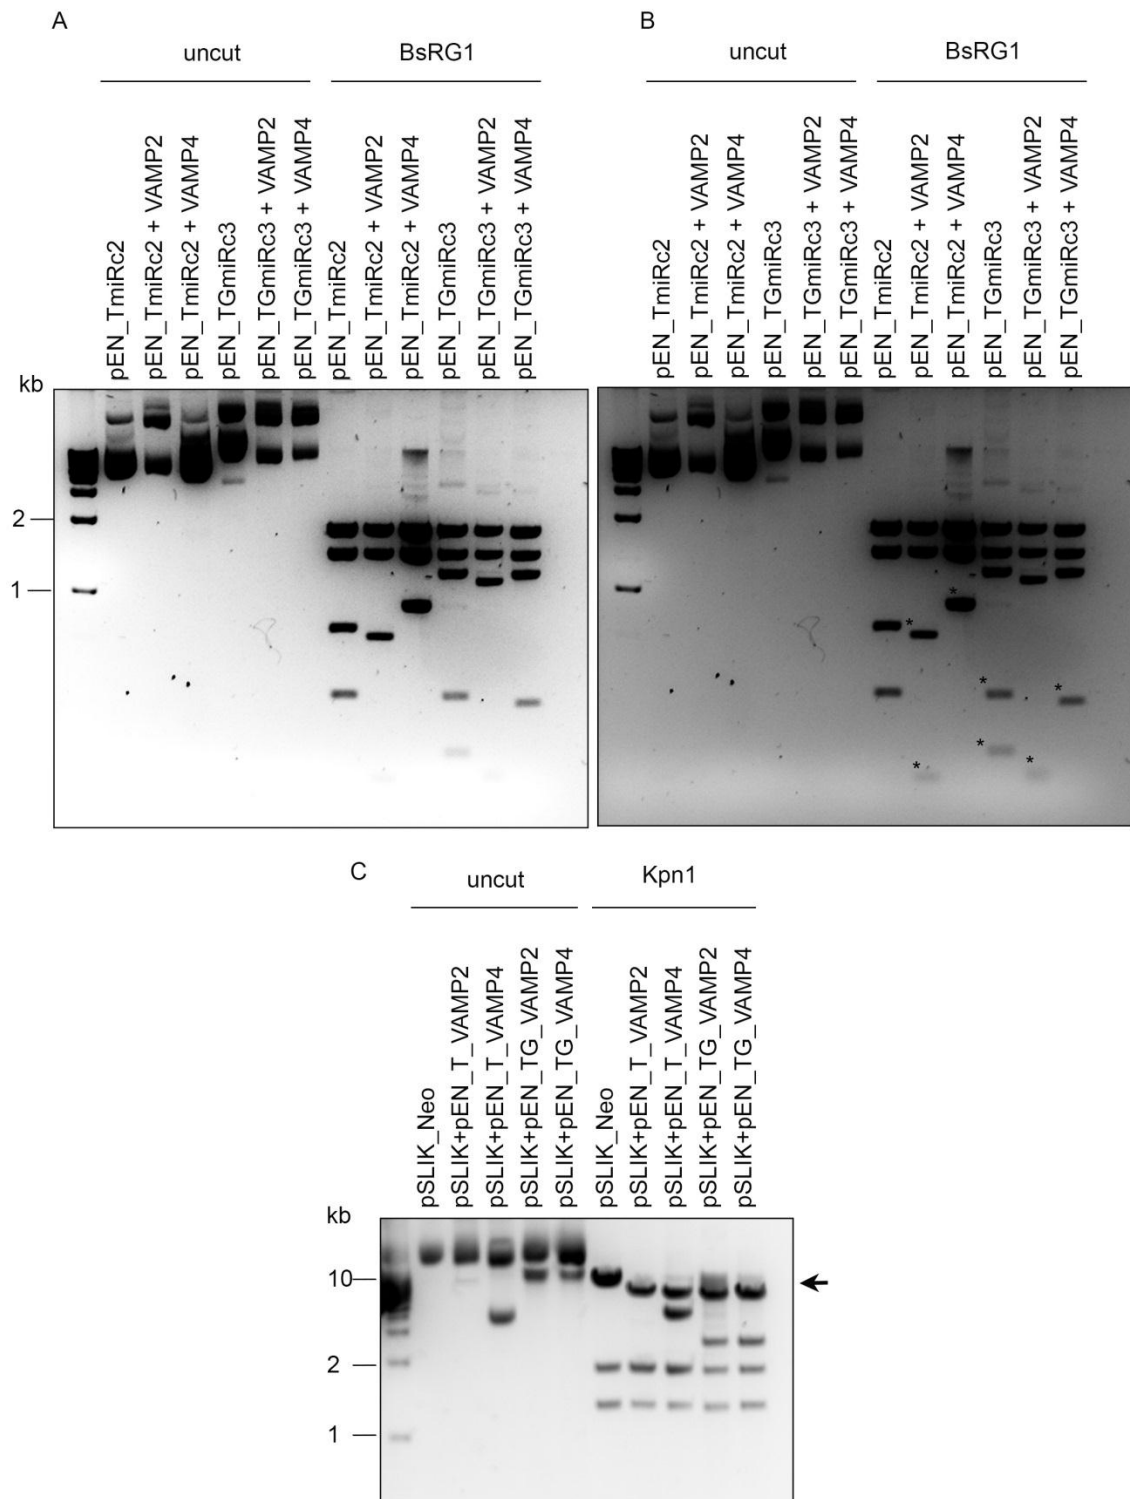 A
uncut
BsRG1
pEN_TmiRc2
pEN_TmiRc2 + VAMP2
pEN_TmiRc2 + VAMP4
pEN_TGmiRc3
pEN_TGmiRc3 + VAMP2
pEN_TGmiRc3 + VAMP4
pEN_TmiRc2
pEN_TmiRc2 + VAMP2
pEN_TmiRc2 + VAMP4
pEN_TGmiRc3
pEN_TGmiRc3 + VAMP2
pEN_TGmiRc3 + VAMP4
kb
2
1
B
uncut
BsRG1
pEN_TmiRc2
pEN_TmiRc2 + VAMP2
pEN_TmiRc2 + VAMP4
pEN_TGmiRc3
pEN_TGmiRc3 + VAMP2
pEN_TGmiRc3 + VAMP4
pEN_TmiRc2
pEN_TmiRc2 + VAMP2
pEN_TmiRc2 + VAMP4
pEN_TGmiRc3
pEN_TGmiRc3 + VAMP2
pEN_TGmiRc3 + VAMP4
*
*
*
*
*
*
*
C
uncut
Kpn1
pSLIK_Neo
pSLIK+pEN_T_VAMP2
pSLIK+pEN_T_VAMP4
pSLIK+pEN_TG_VAMP2
pSLIK+pEN_TG_VAMP4
pSLIK_Neo
pSLIK+pEN_T_VAMP2
pSLIK+pEN_T_VAMP4
pSLIK+pEN_TG_VAMP2
pSLIK+pEN_TG_VAMP4
kb
10
2
1